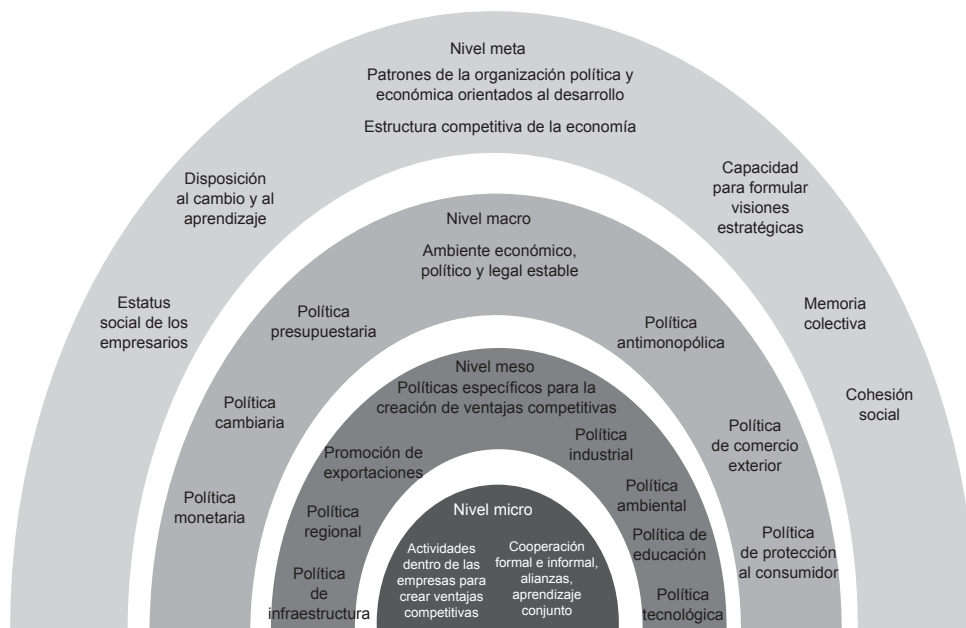 Nivel meta
Patrones de la organización política y
económica orientados al desarrollo
Estructura competitiva de la economía
Disposición
al cambio y al
aprendizaje
Estatus
social de los
empresarios
Capacidad
para formular
visiones
estratégicas
Memoria
colectiva
Cohesión
social
Nivel macro
Ambiente económico,
político y legal estable
Política
presupuestaria
Política
cambiaria
Política
monetaria
Política
antimonopólica
Política
de comercio
exterior
Política
de protección
al consumidor
Nivel meso
Políticas específicos para la
creación de ventajas competitivas
Promoción de
exportaciones
Política
regional
Política
de
infraestructura
Política
industrial
Política
ambiental
Política de
educación
Política
tecnológica
Nivel micro
Actividades
dentro de las
empresas para
crear ventajas
competitivas
Cooperación
formal e informal,
alianzas,
aprendizaje
conjunto